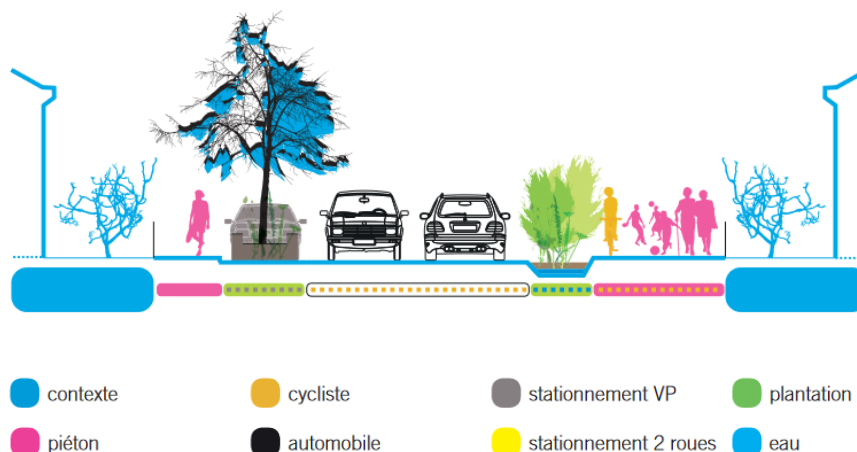 contexte cycliste stationnement VP plantation
piéton automobile stationnement 2 roues eau